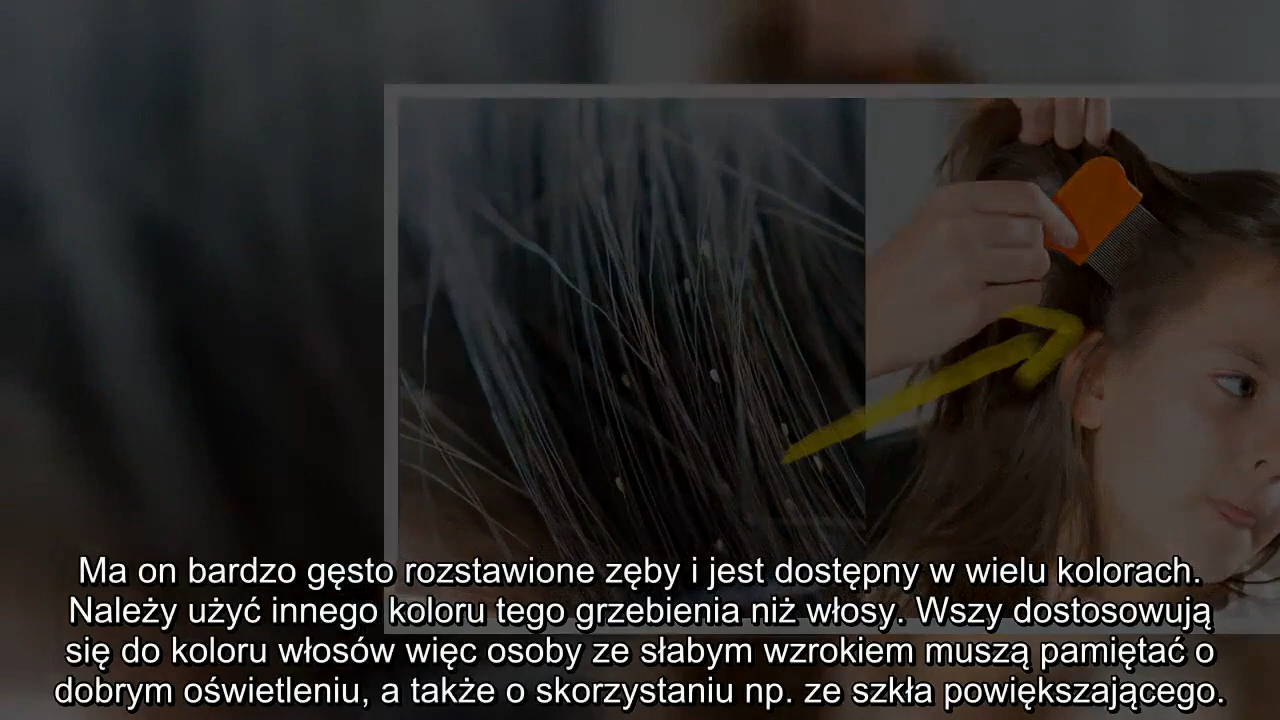 Ma on bardzo gęsto rozstawione zęby i jest dostępny w wielu kolorach.
Należy użyć innego koloru tego grzebienia niż włosy. Wszy dostosowują
się do koloru włosów więc osoby ze słabym wzrokiem muszą pamiętać o
dobrym oświetleniu, a także o skorzystaniu np. ze szkła powiększającego.